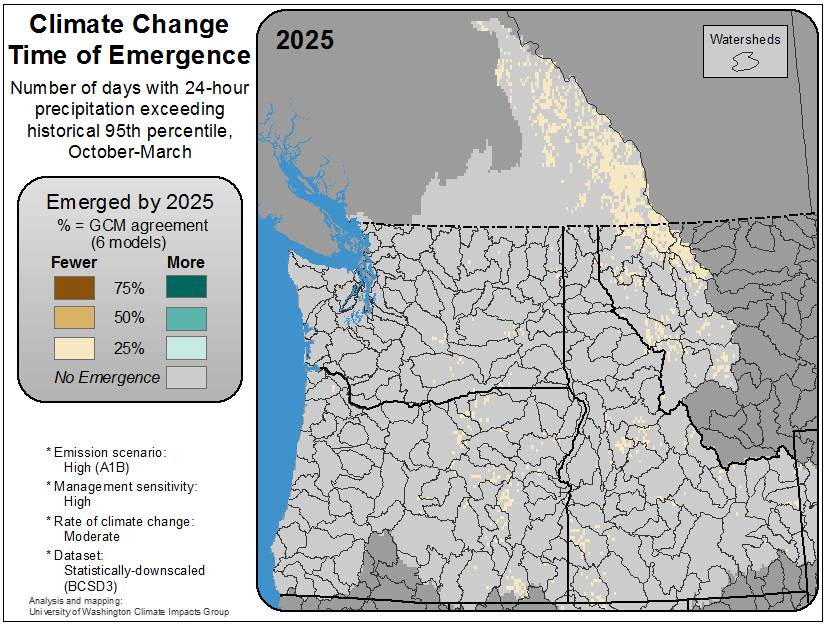 Climate Change
Time of Emergence
Number of days with 24-hour
precipitation exceeding
historical 95th percentile,
October-March
Emerged by 2025
% = GCM agreement
(6 models)
Fewer More
75%
50%
25%
No Emergence
* Emission scenario:
High (A1B)
* Management sensitivity:
High
* Rate of climate change:
Moderate
* Dataset:
Statistically-downscaled
(BCSD3)
Analysis and mapping:
University of Washington Climate Impacts Group
2025
Watersheds